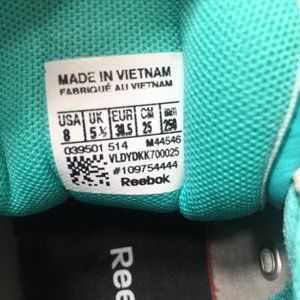 MADE IN VIETNAM
FABRIQUÉ AU VIETNAM
USA UK EUR CM mm
8 5½ 38.5 25 250
039501 514 M44546
VLDYDKK700025
#109754444
Reebok
Ree